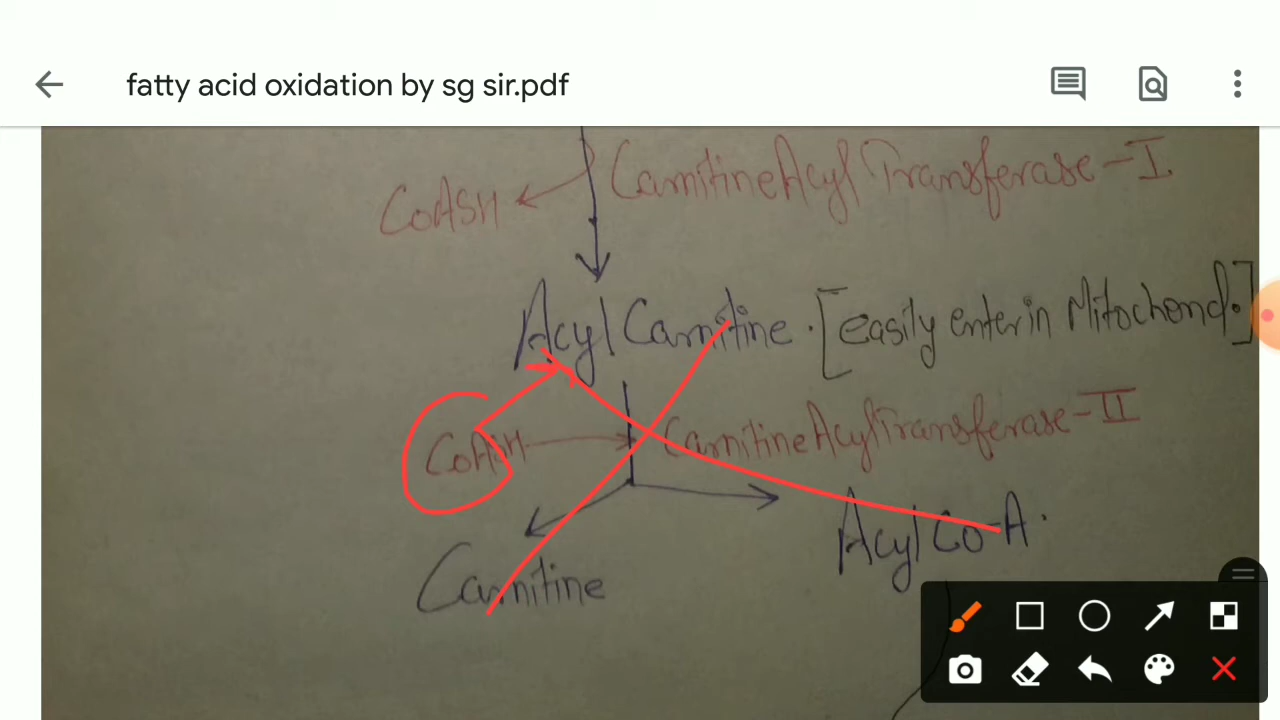 fatty acid oxidation by sg sir.pdf
Carnitine Acyl Transferase-I
CoASH
Acyl Carnitine · [easily enter in Mitochond.]
CoASH
Carnitine Acyl Transferase-II
Acyl Co-A.
Carnitine